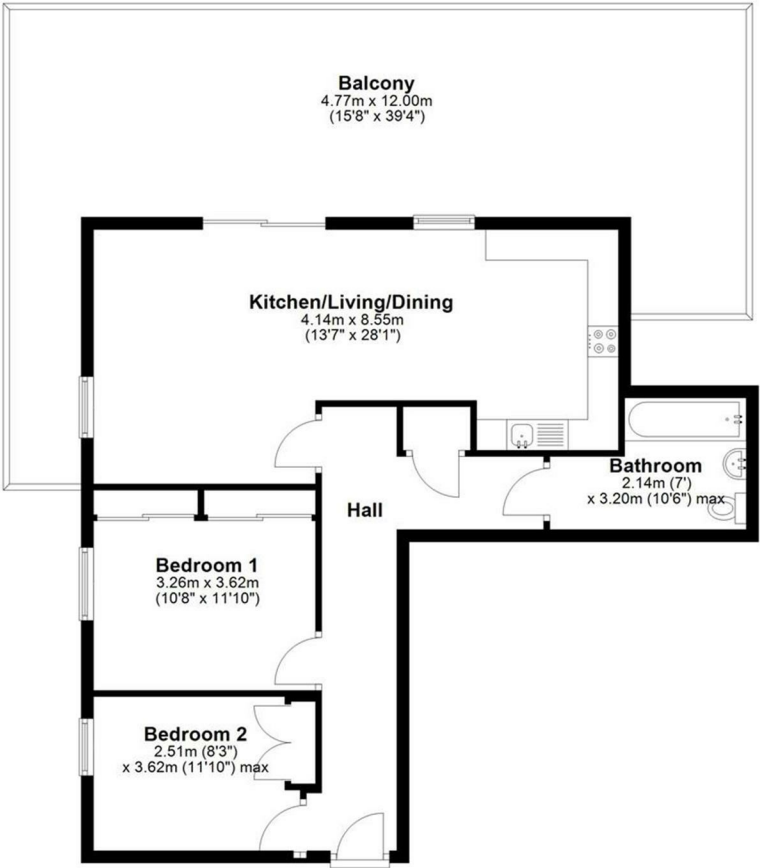 Balcony
4.77m x 12.00m
(15'8" x 39'4")
Kitchen/Living/Dining
4.14m x 8.55m
(13'7" x 28'1")
Bathroom
2.14m (7')
x 3.20m (10'6") max
Hall
Bedroom 1
3.26m x 3.62m
(10'8" x 11'10")
Bedroom 2
2.51m (8'3")
x 3.62m (11'10") max